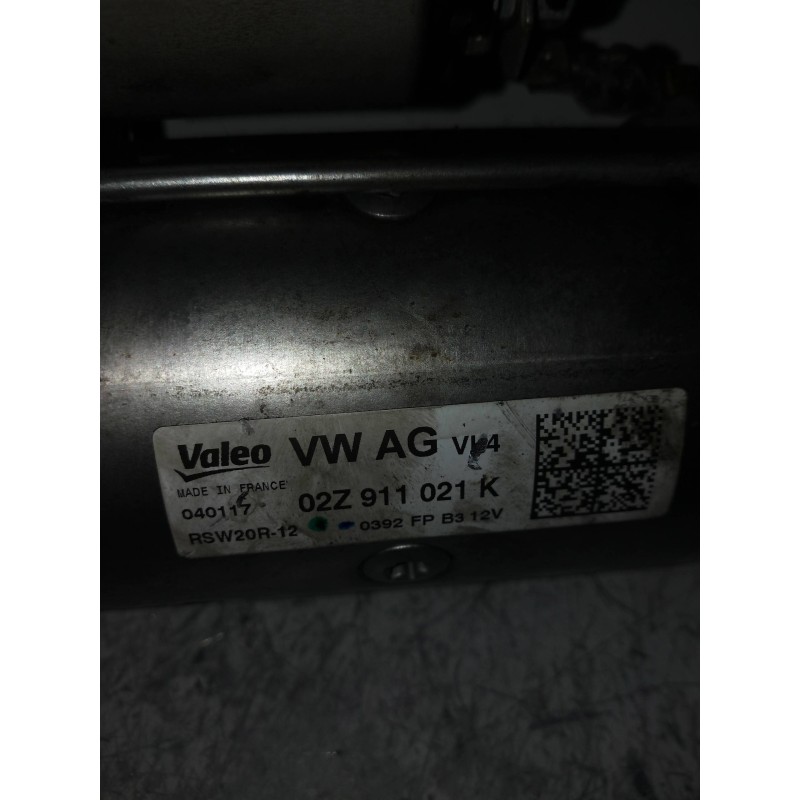 Valeo VW AG
MADE IN FRANCE
040117 02Z 911 021 K
RSW20R-12 0392 FP B3 12V